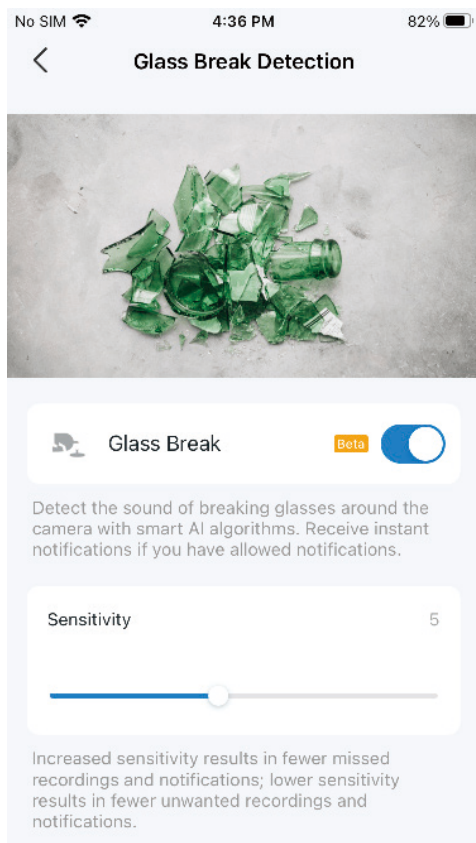 No SIM 4:36 PM 82%
Glass Break Detection
Glass Break Beta
Detect the sound of breaking glasses around the
camera with smart AI algorithms. Receive instant
notifications if you have allowed notifications.
Sensitivity 5
Increased sensitivity results in fewer missed
recordings and notifications; lower sensitivity
results in fewer unwanted recordings and
notifications.